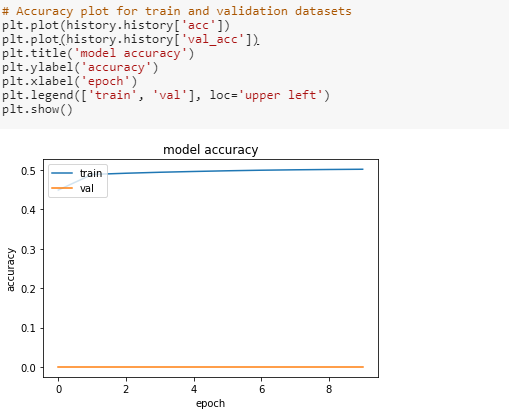 # Accuracy plot for train and validation datasets
plt.plot(history.history['acc'])
plt.plot(history.history['val_acc'])
plt.title('model accuracy')
plt.ylabel('accuracy')
plt.xlabel('epoch')
plt.legend(['train', 'val'], loc='upper left')
plt.show()
model accuracy
train
val
0.5
0.4
0.3
0.2
0.1
0.0
accuracy
0 2 4 6 8
epoch